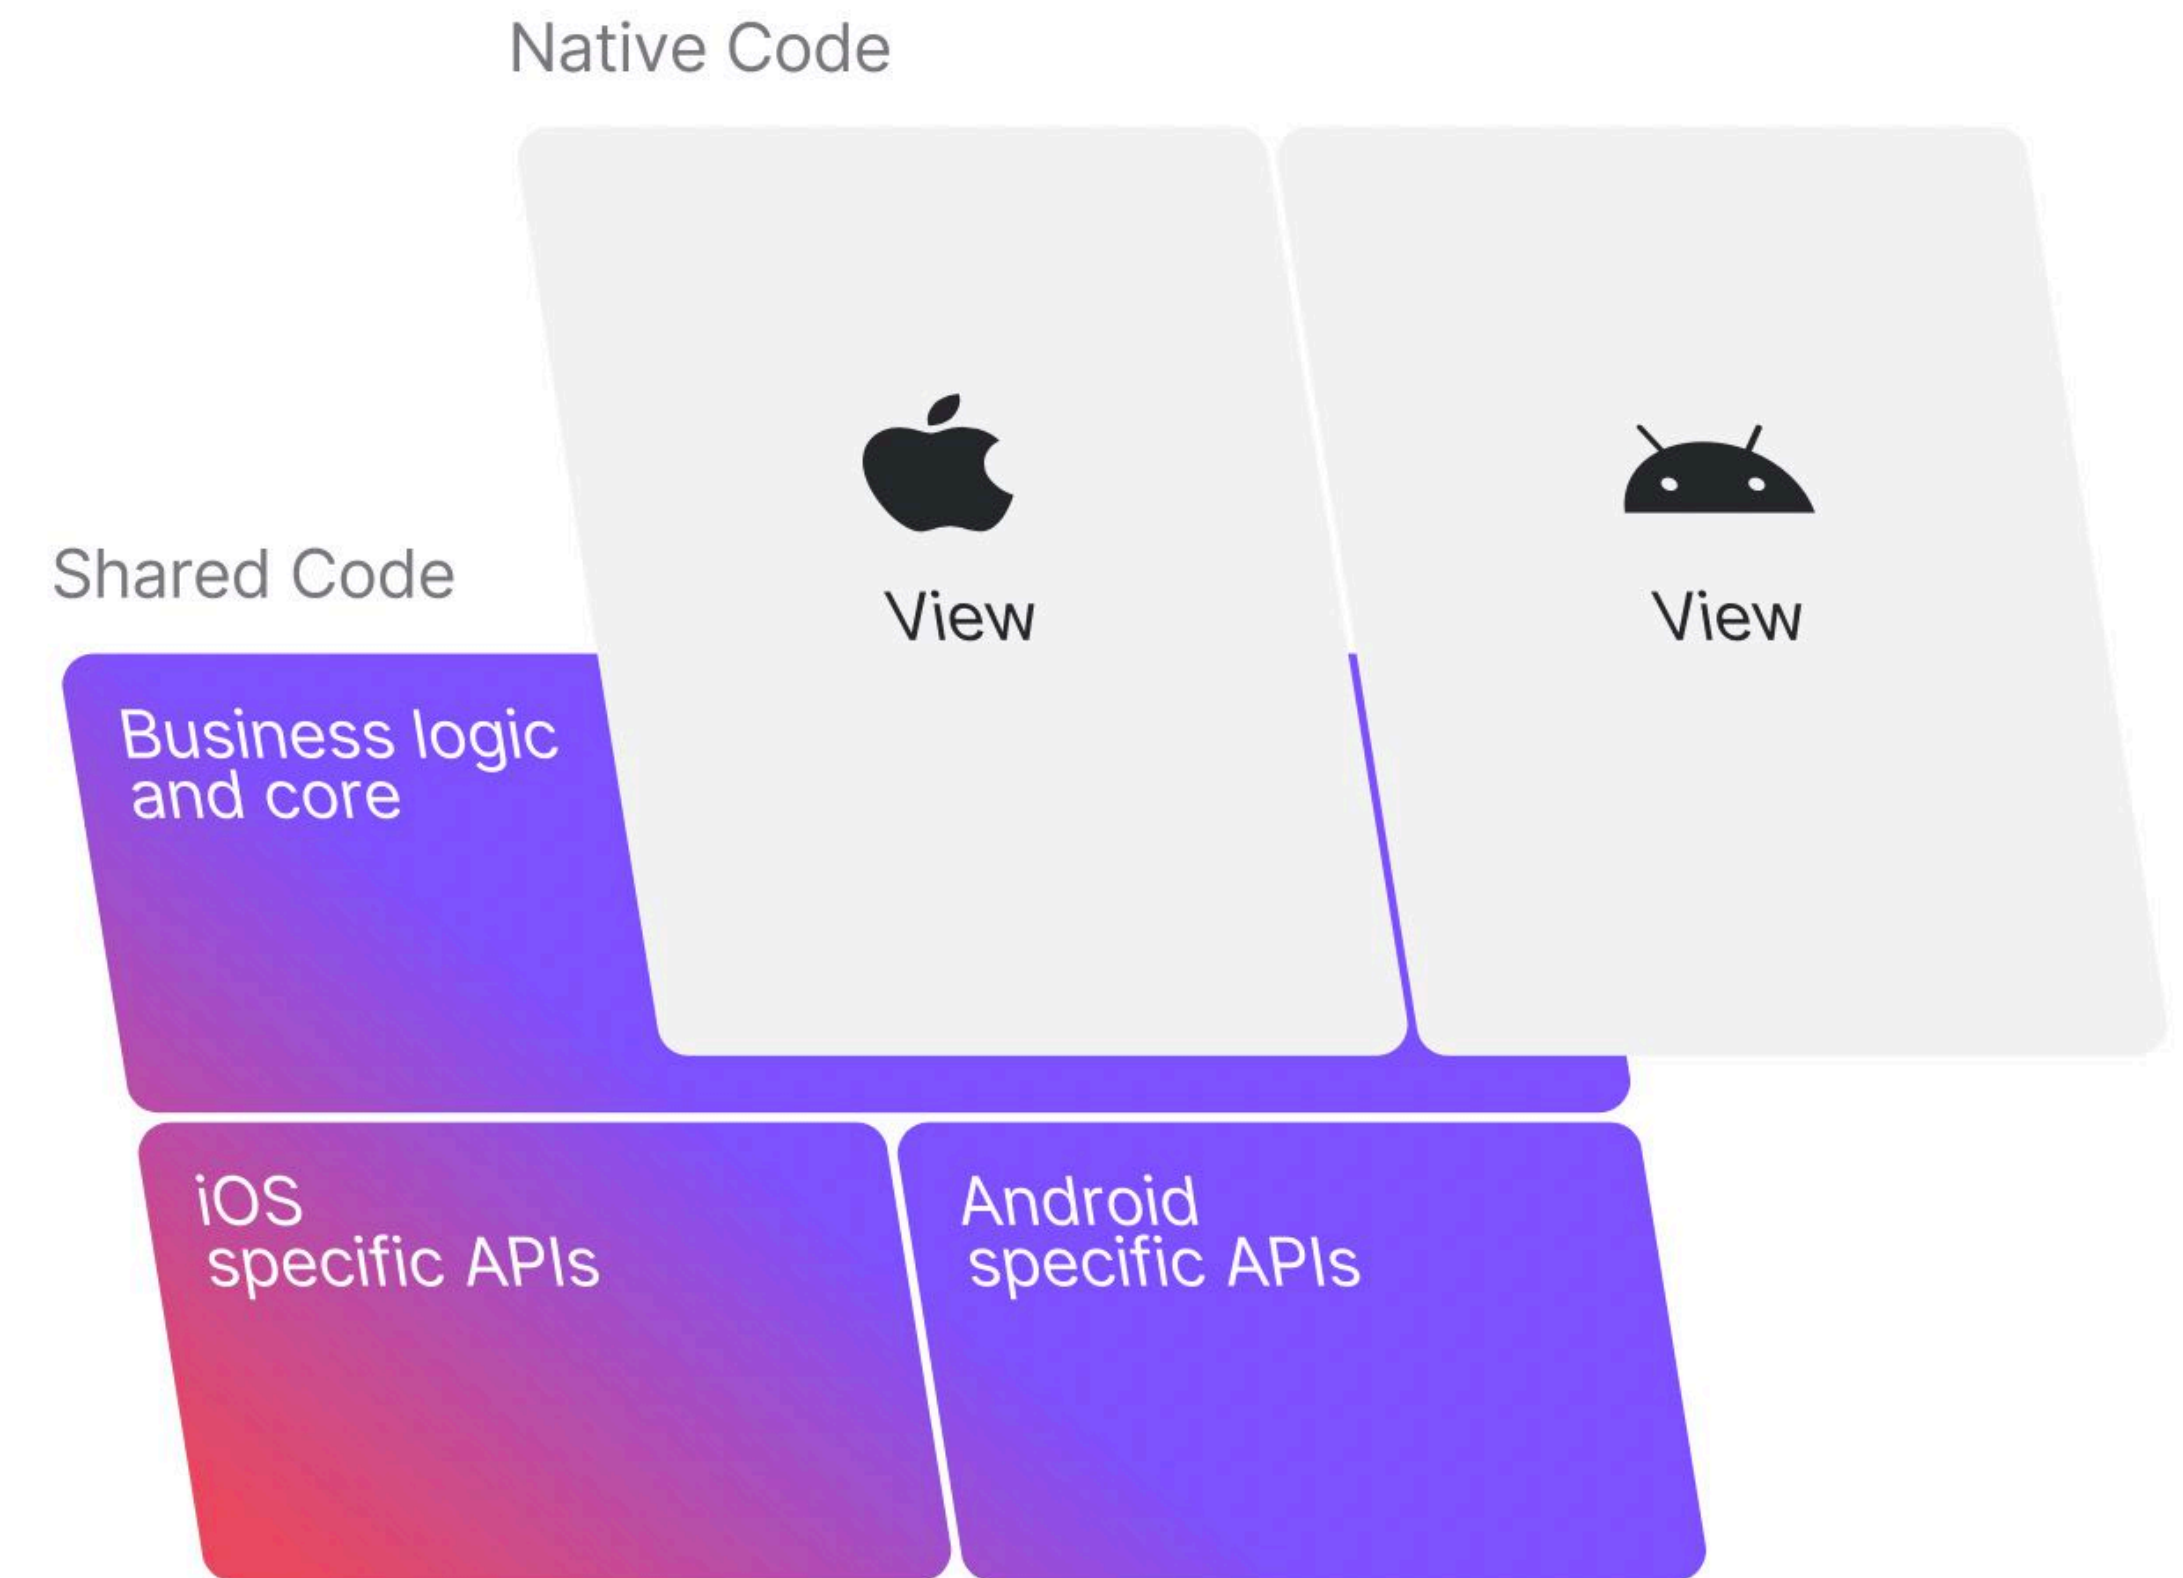 Native Code
View
View
Shared Code
Business logic
and core
iOS
specific APIs
Android
specific APIs